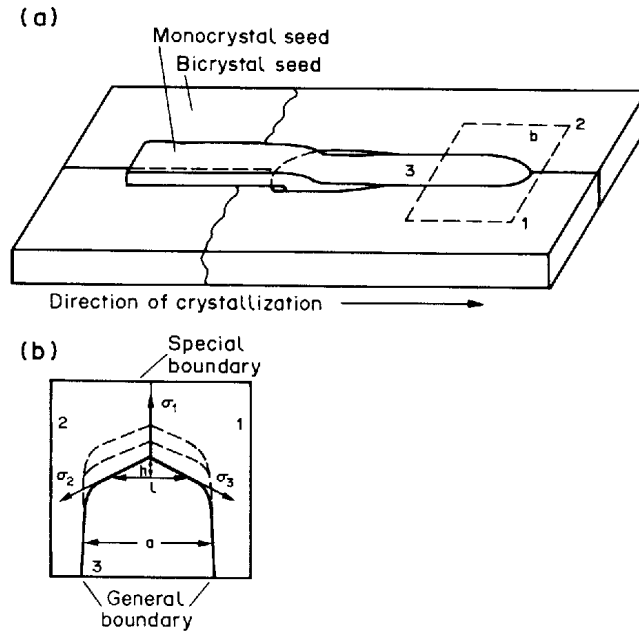 (a)
Monocrystal seed
Bicrystal seed
b
2
3
1
Direction of crystallization
(b)
Special
boundary
σ₁
2
1
σ₂
h
σ₃
l
a
3
General
boundary